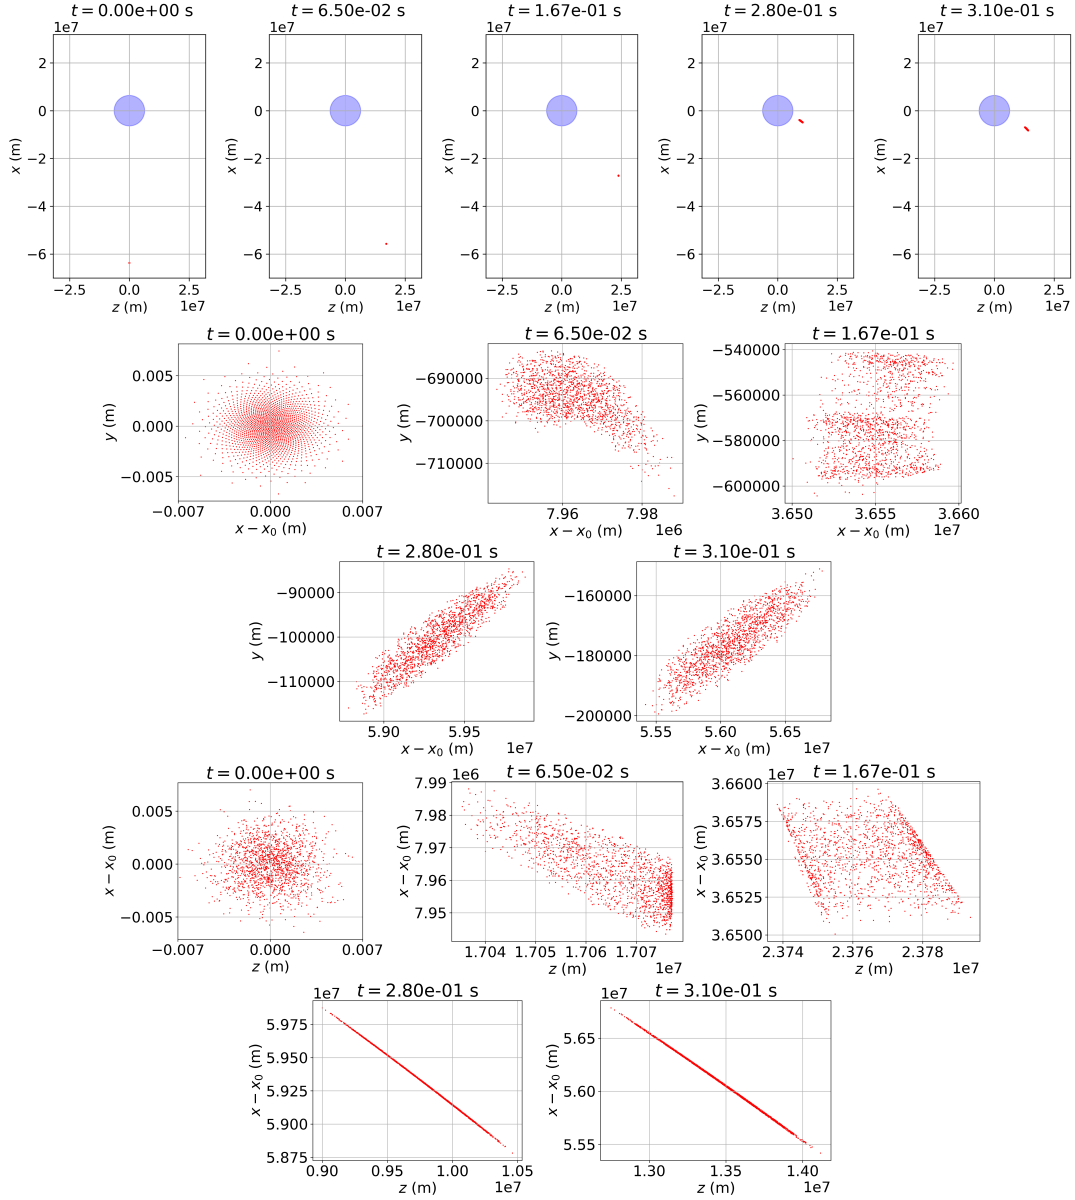 t = 0.00e+00 s t = 6.50e-02 s t = 1.67e-01 s t = 2.80e-01 s t = 3.10e-01 s
1e7 1e7 1e7 1e7 1e7
2 2 2 2 2
0 0 0 0 0
−2 −2 −2 −2 −2
−4 −4 −4 −4 −4
−6 −6 −6 −6 −6
x (m) x (m) x (m) x (m) x (m)
−2.5 0.0 2.5 −2.5 0.0 2.5 −2.5 0.0 2.5 −2.5 0.0 2.5 −2.5 0.0 2.5
z (m) 1e7 z (m) 1e7 z (m) 1e7 z (m) 1e7 z (m) 1e7
t = 0.00e+00 s
0.005
0.000
−0.005
y (m)
−0.007 0.000 0.007
x − x0 (m)
t = 6.50e-02 s
−690000
−700000
−710000
y (m)
7.96 7.98
x − x0 (m) 1e6
t = 1.67e-01 s
−540000
−560000
−580000
−600000
y (m)
3.650 3.655 3.660
x − x0 (m) 1e7
t = 2.80e-01 s
−90000
−100000
−110000
y (m)
5.90 5.95
x − x0 (m) 1e7
t = 3.10e-01 s
−160000
−180000
−200000
y (m)
5.55 5.60 5.65
x − x0 (m) 1e7
t = 0.00e+00 s
0.005
0.000
−0.005
x − x0 (m)
−0.007 0.000 0.007
z (m)
1e6 t = 6.50e-02 s
7.99
7.98
7.97
7.96
7.95
x − x0 (m)
1.704 1.705 1.706 1.707
z (m) 1e7
1e7 t = 1.67e-01 s
3.6600
3.6575
3.6550
3.6525
3.6500
x − x0 (m)
2.374 2.376 2.378
z (m) 1e7
1e7 t = 2.80e-01 s
5.975
5.950
5.925
5.900
5.875
x − x0 (m)
0.90 0.95 1.00 1.05
z (m) 1e7
1e7 t = 3.10e-01 s
5.65
5.60
5.55
x − x0 (m)
1.30 1.35 1.40
z (m) 1e7